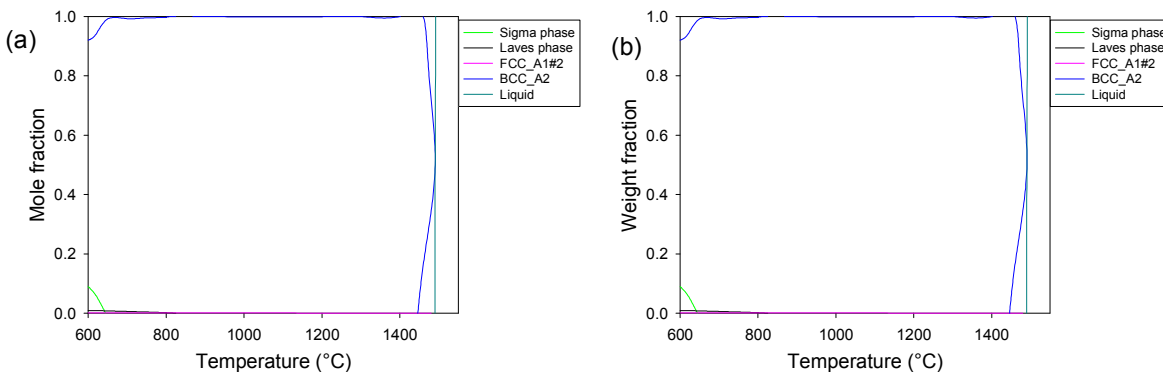 (a)
Mole fraction
1.0
0.8
0.6
0.4
0.2
0.0
600
800
1000
1200
1400
Temperature (°C)
Sigma phase
Laves phase
FCC_A1#2
BCC_A2
Liquid
(b)
Weight fraction
1.0
0.8
0.6
0.4
0.2
0.0
600
800
1000
1200
1400
Temperature (°C)
Sigma phase
Laves phase
FCC_A1#2
BCC_A2
Liquid